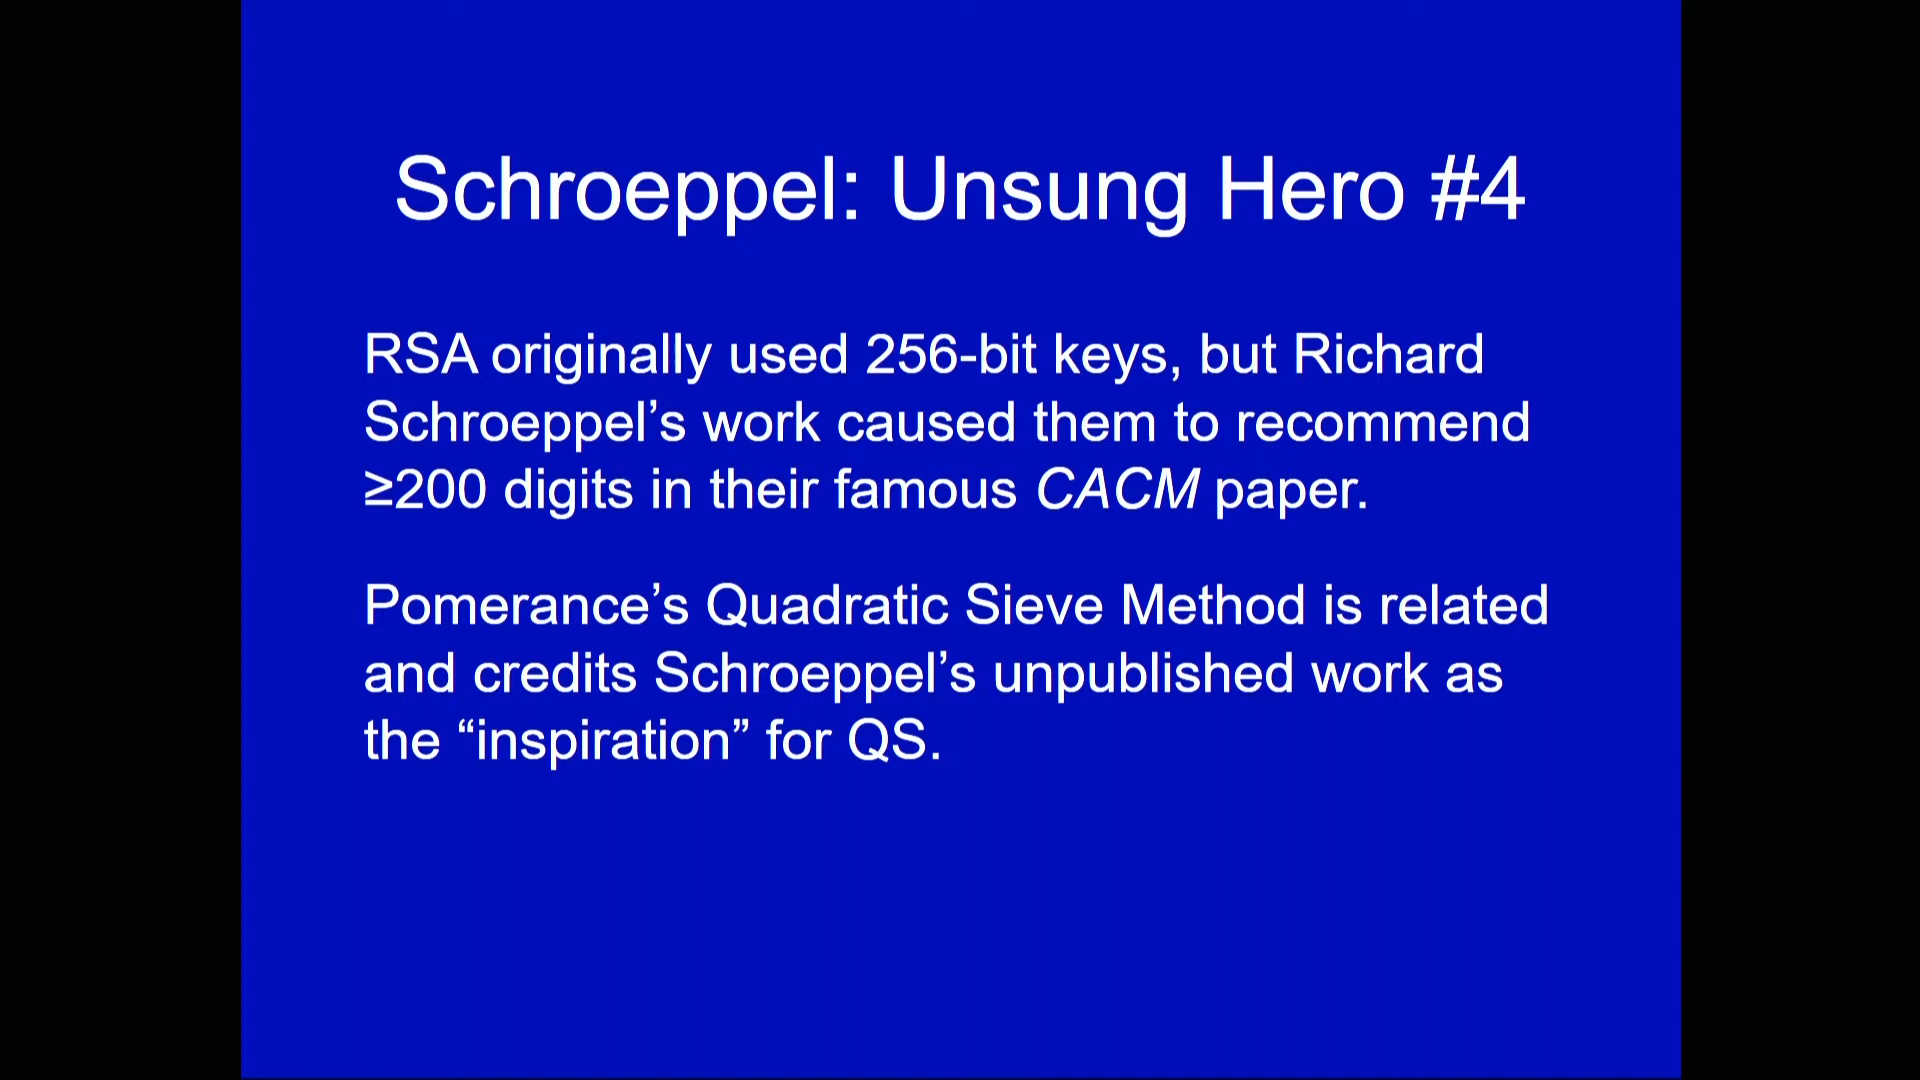 Schroeppel: Unsung Hero #4
RSA originally used 256-bit keys, but Richard
Schroeppel’s work caused them to recommend
≥200 digits in their famous CACM paper.
Pomerance’s Quadratic Sieve Method is related
and credits Schroeppel’s unpublished work as
the “inspiration” for QS.